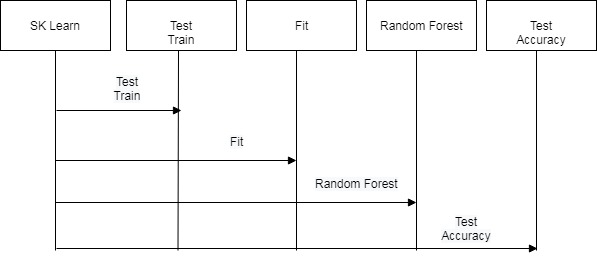 SK Learn
Test
Train
Fit
Random Forest
Test
Accuracy
Test
Train
Fit
Random Forest
Test
Accuracy